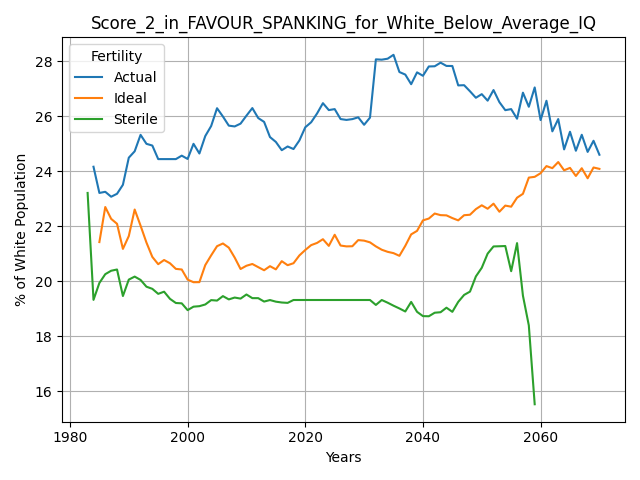 Score_2_in_FAVOUR_SPANKING_for_White_Below_Average_IQ
Fertility
Actual
Ideal
Sterile
% of White Population
28
26
24
22
20
18
16
1980
2000
2020
2040
2060
Years